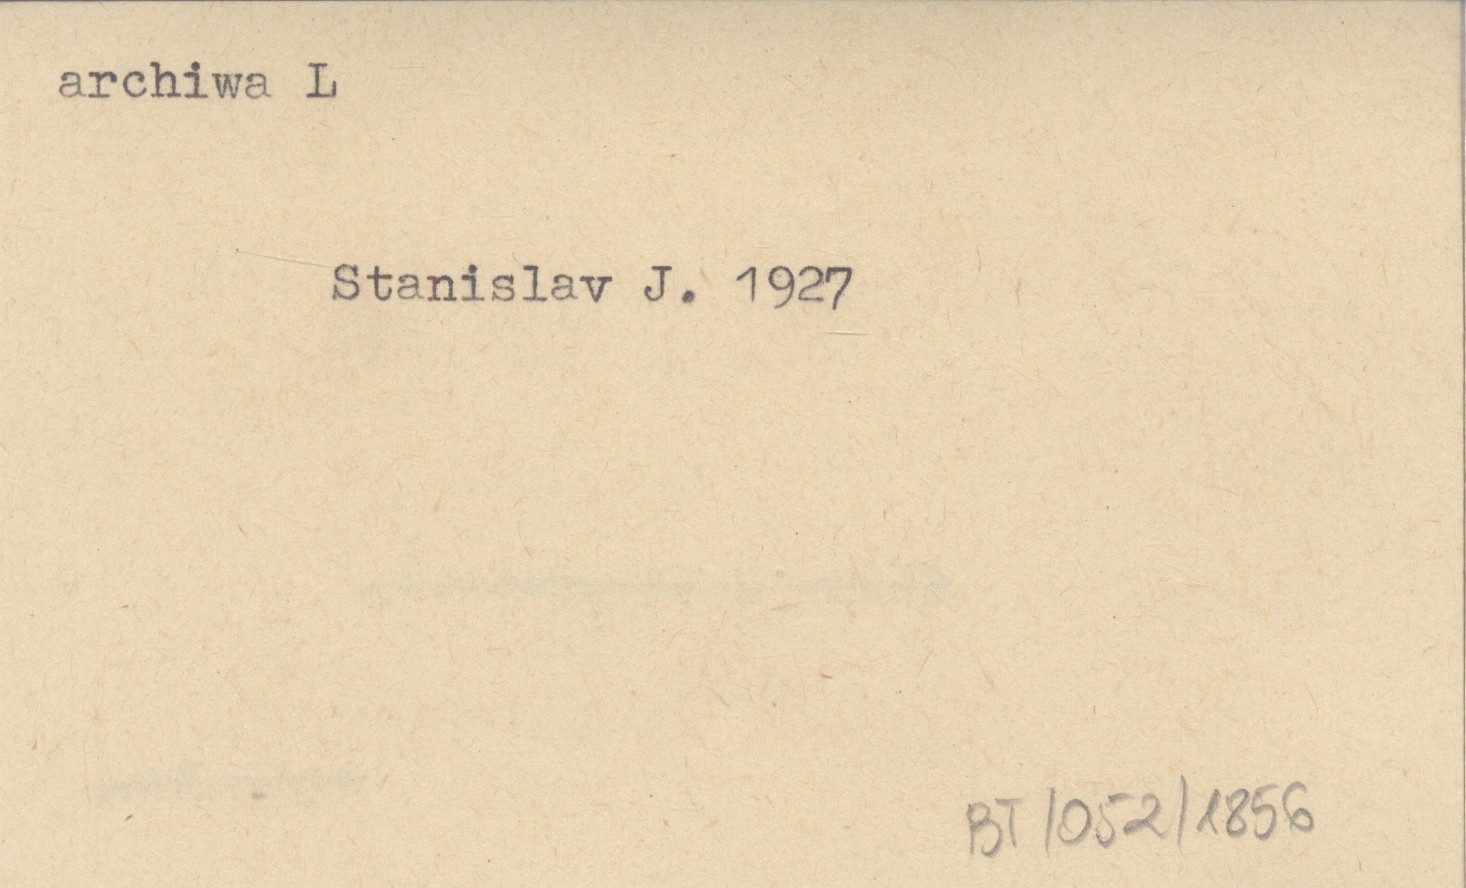 archiwa L
Stanislav J. 1927
BT/052/1856